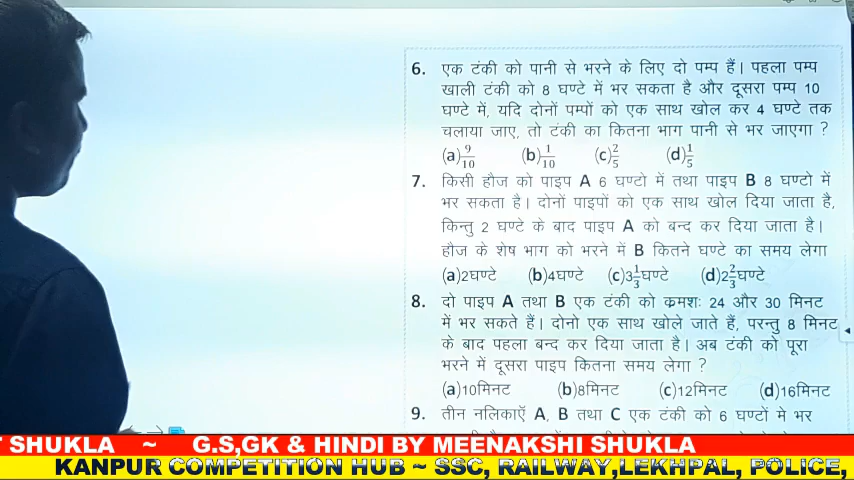 6. एक टंकी को पानी से भरने के लिए दो पम्प हैं। पहला पम्प
खाली टंकी को 8 घण्टे में भर सकता है और दूसरा पम्प 10
घण्टे में, यदि दोनों पम्पों को एक साथ खोल कर 4 घण्टे तक
चलाया जाए, तो टंकी का कितना भाग पानी से भर जाएगा ?
(a) 9/10 (b) 1/10 (c) 2/5 (d) 1/5
7. किसी हौज को पाइप A 6 घण्टो में तथा पाइप B 8 घण्टो में
भर सकता है। दोनों पाइपों को एक साथ खोल दिया जाता है,
किन्तु 2 घण्टे के बाद पाइप A को बन्द कर दिया जाता है।
हौज के शेष भाग को भरने में B कितने घण्टे का समय लेगा
(a)2घण्टे (b)4घण्टे (c)3 1/3 घण्टे (d)2 2/3 घण्टे
8. दो पाइप A तथा B एक टंकी को क्रमशः 24 और 30 मिनट
में भर सकते हैं। दोनो एक साथ खोले जाते हैं, परन्तु 8 मिनट
के बाद पहला बन्द कर दिया जाता है। अब टंकी को पूरा
भरने में दूसरा पाइप कितना समय लेगा ?
(a)10मिनट (b)8मिनट (c)12मिनट (d)16मिनट
9. तीन नलिकाएँ A, B तथा C एक टंकी को 6 घण्टों मे भर
SHUKLA ~ G.S,GK & HINDI BY MEENAKSHI SHUKLA
KANPUR COMPETITION HUB ~ SSC, RAILWAY,LEKHPAL, POLICE,